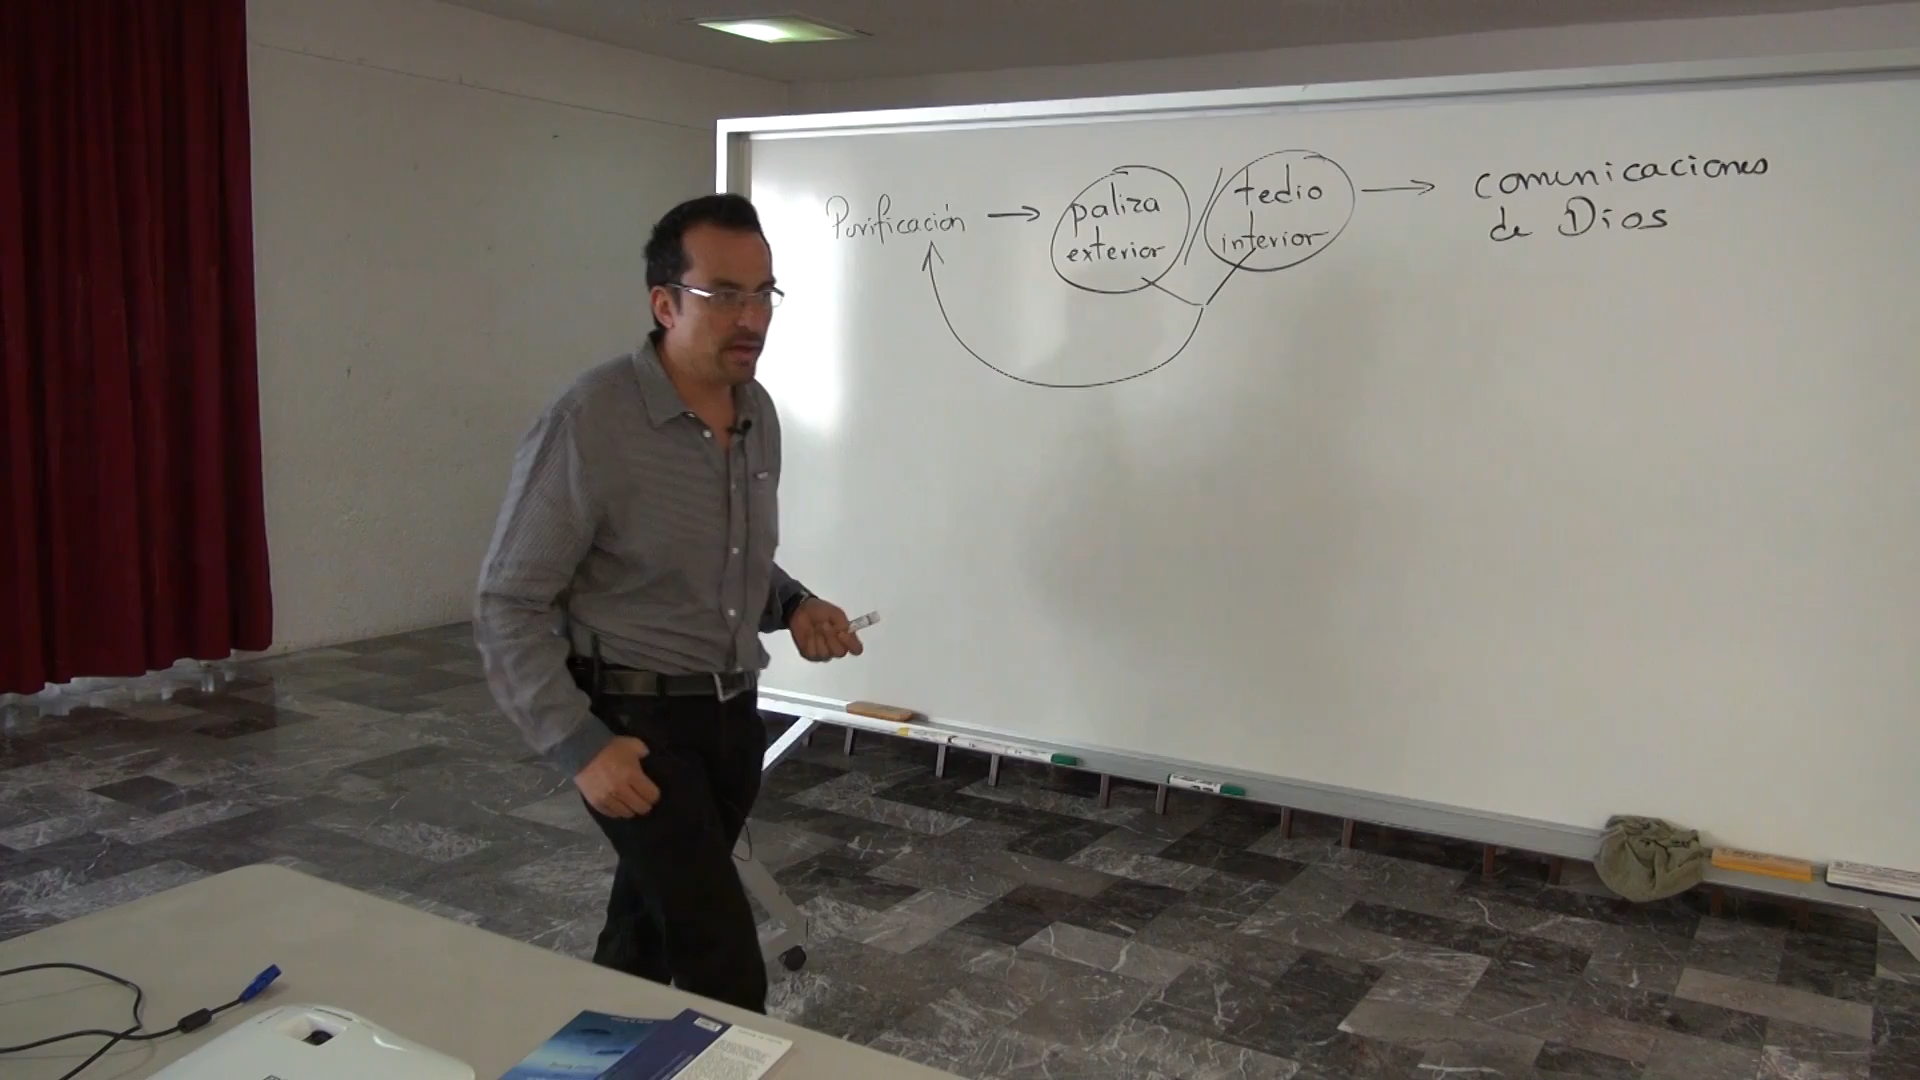 Purificación → paliza / tedio → comunicaciones
exterior interior de Dios